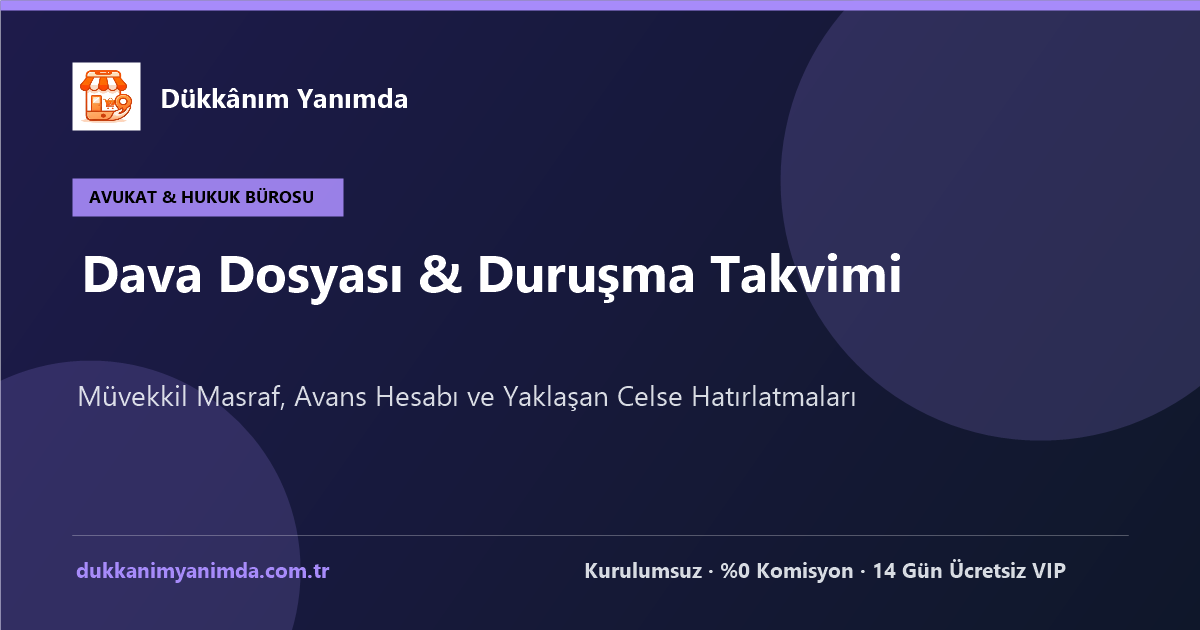 Dükkânım Yanımda
AVUKAT & HUKUK BÜROSU
Dava Dosyası & Duruşma Takvimi
Müvekkil Masraf, Avans Hesabı ve Yaklaşan Celse Hatırlatmaları
dukkanimyanimda.com.tr
Kurulumsuz · %0 Komisyon · 14 Gün Ücretsiz VIP